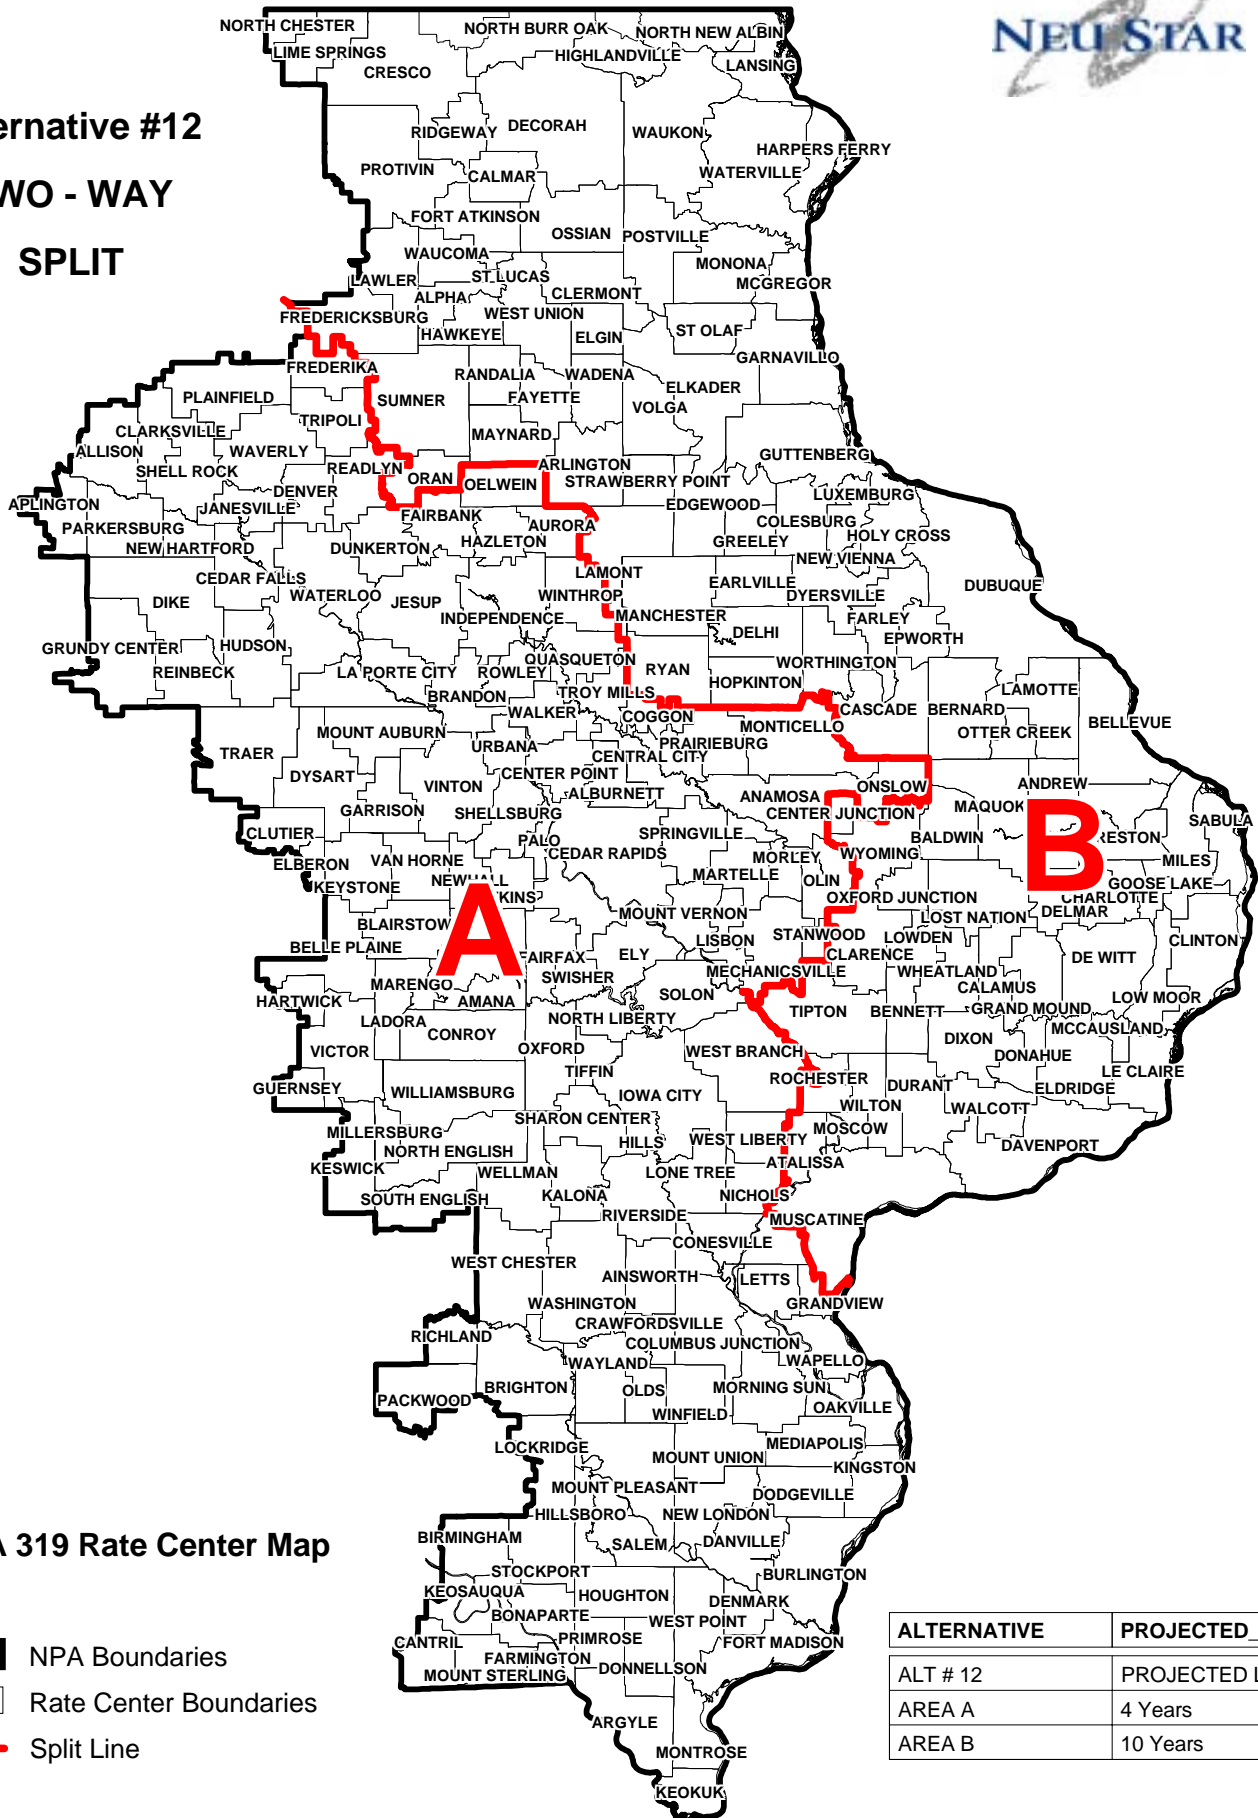 NEUSTAR
NORTH CHESTER
NORTH BURR OAK
NORTH NEW ALBIN
LIME SPRINGS
HIGHLANDVILLE
LANSING
CRESCO
ernative #12
WO - WAY
SPLIT
RIDGEWAY
DECORAH
WAUKON
HARPERS FERRY
PROTIVIN
CALMAR
WATERVILLE
FORT ATKINSON
OSSIAN
POSTVILLE
WAUCOMA
MONONA
LAWLER
ST LUCAS
MCGREGOR
ALPHA
CLERMONT
FREDERICKSBURG
WEST UNION
HAWKEYE
ELGIN
ST OLAF
GARNAVILLO
FREDERIKA
RANDALIA
WADENA
ELKADER
PLAINFIELD
SUMNER
FAYETTE
VOLGA
TRIPOLI
CLARKSVILLE
MAYNARD
ALLISON
WAVERLY
GUTTENBERG
SHELL ROCK
READLYN
ORAN
OELWEIN
ARLINGTON
STRAWBERRY POINT
DENVER
LUXEMBURG
APLINGTON
JANESVILLE
FAIRBANK
EDGEWOOD
PARKERSBURG
AURORA
COLESBURG
HOLY CROSS
NEW HARTFORD
DUNKERTON
HAZLETON
GREELEY
NEW VIENNA
CEDAR FALLS
LAMONT
EARLVILLE
DUBUQUE
DIKE
WATERLOO
JESUP
WINTHROP
DYERSVILLE
INDEPENDENCE
MANCHESTER
FARLEY
GRUNDY CENTER
HUDSON
DELHI
EPWORTH
REINBECK
LA PORTE CITY
ROWLEY
QUASQUETON
RYAN
WORTHINGTON
BRANDON
TROY MILLS
HOPKINTON
LAMOTTE
WALKER
COGGON
CASCADE
BERNARD
BELLEVUE
MOUNT AUBURN
MONTICELLO
OTTER CREEK
TRAER
URBANA
PRAIRIEBURG
CENTRAL CITY
DYSART
VINTON
CENTER POINT
ANDREW
ALBURNETT
ANAMOSA
ONSLOW
GARRISON
SHELLSBURG
CENTER JUNCTION
MAQUOK
SABULA
CLUTIER
PALO
SPRINGVILLE
BALDWIN
RESTON
B
ELBERON
VAN HORNE
CEDAR RAPIDS
MORLEY
WYOMING
MILES
KEYSTONE
NEWHALL
MARTELLE
OLIN
GOOSE LAKE
KINS
OXFORD JUNCTION
CHARLOTTE
BLAIRSTOW
MOUNT VERNON
LOST NATION
DELMAR
A
BELLE PLAINE
LISBON
STANWOOD
LOWDEN
CLINTON
FAIRFAX
ELY
CLARENCE
DE WITT
MARENGO
SWISHER
MECHANICSVILLE
WHEATLAND
HARTWICK
AMANA
SOLON
CALAMUS
LOW MOOR
LADORA
NORTH LIBERTY
TIPTON
BENNETT
GRAND MOUND
CONROY
MCCAUSLAND
VICTOR
OXFORD
WEST BRANCH
DIXON
DONAHUE
TIFFIN
LE CLAIRE
GUERNSEY
WILLIAMSBURG
IOWA CITY
ROCHESTER
DURANT
ELDRIDGE
WILTON
WALCOTT
SHARON CENTER
MILLERSBURG
HILLS
WEST LIBERTY
MOSCOW
DAVENPORT
NORTH ENGLISH
KESWICK
WELLMAN
LONE TREE
ATALISSA
SOUTH ENGLISH
KALONA
NICHOLS
RIVERSIDE
MUSCATINE
CONESVILLE
WEST CHESTER
AINSWORTH
LETTS
WASHINGTON
GRANDVIEW
CRAWFORDSVILLE
RICHLAND
COLUMBUS JUNCTION
WAYLAND
WAPELLO
PACKWOOD
BRIGHTON
OLDS
MORNING SUN
WINFIELD
OAKVILLE
LOCKRIDGE
MEDIAPOLIS
MOUNT UNION
KINGSTON
MOUNT PLEASANT
DODGEVILLE
HILLSBORO
NEW LONDON
BIRMINGHAM
SALEM
DANVILLE
A 319 Rate Center Map
STOCKPORT
BURLINGTON
KEOSAUQUA
HOUGHTON
DENMARK
BONAPARTE
WEST POINT
CANTRIL
PRIMROSE
FORT MADISON
FARMINGTON
MOUNT STERLING
DONNELLSON
ARGYLE
MONTROSE
KEOKUK
NPA Boundaries
Rate Center Boundaries
Split Line
ALTERNATIVE PROJECTED_
ALT # 12 PROJECTED L
AREA A 4 Years
AREA B 10 Years